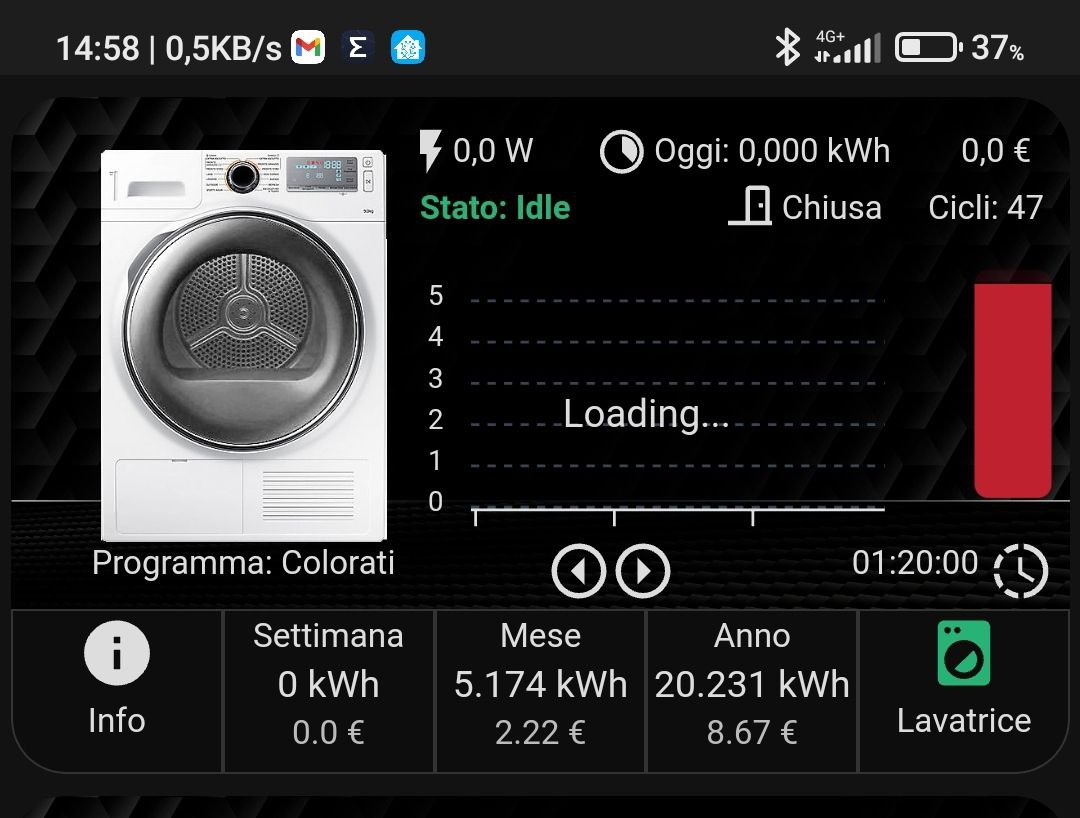 14:58 | 0,5KB/s Σ 4G+ 37%
0,0 W Oggi: 0,000 kWh 0,0 €
Stato: Idle Chiusa Cicli: 47
5
4
3
2
1
0
Loading...
Programma: Colorati
01:20:00
Info
Settimana
0 kWh
0.0 €
Mese
5.174 kWh
2.22 €
Anno
20.231 kWh
8.67 €
Lavatrice